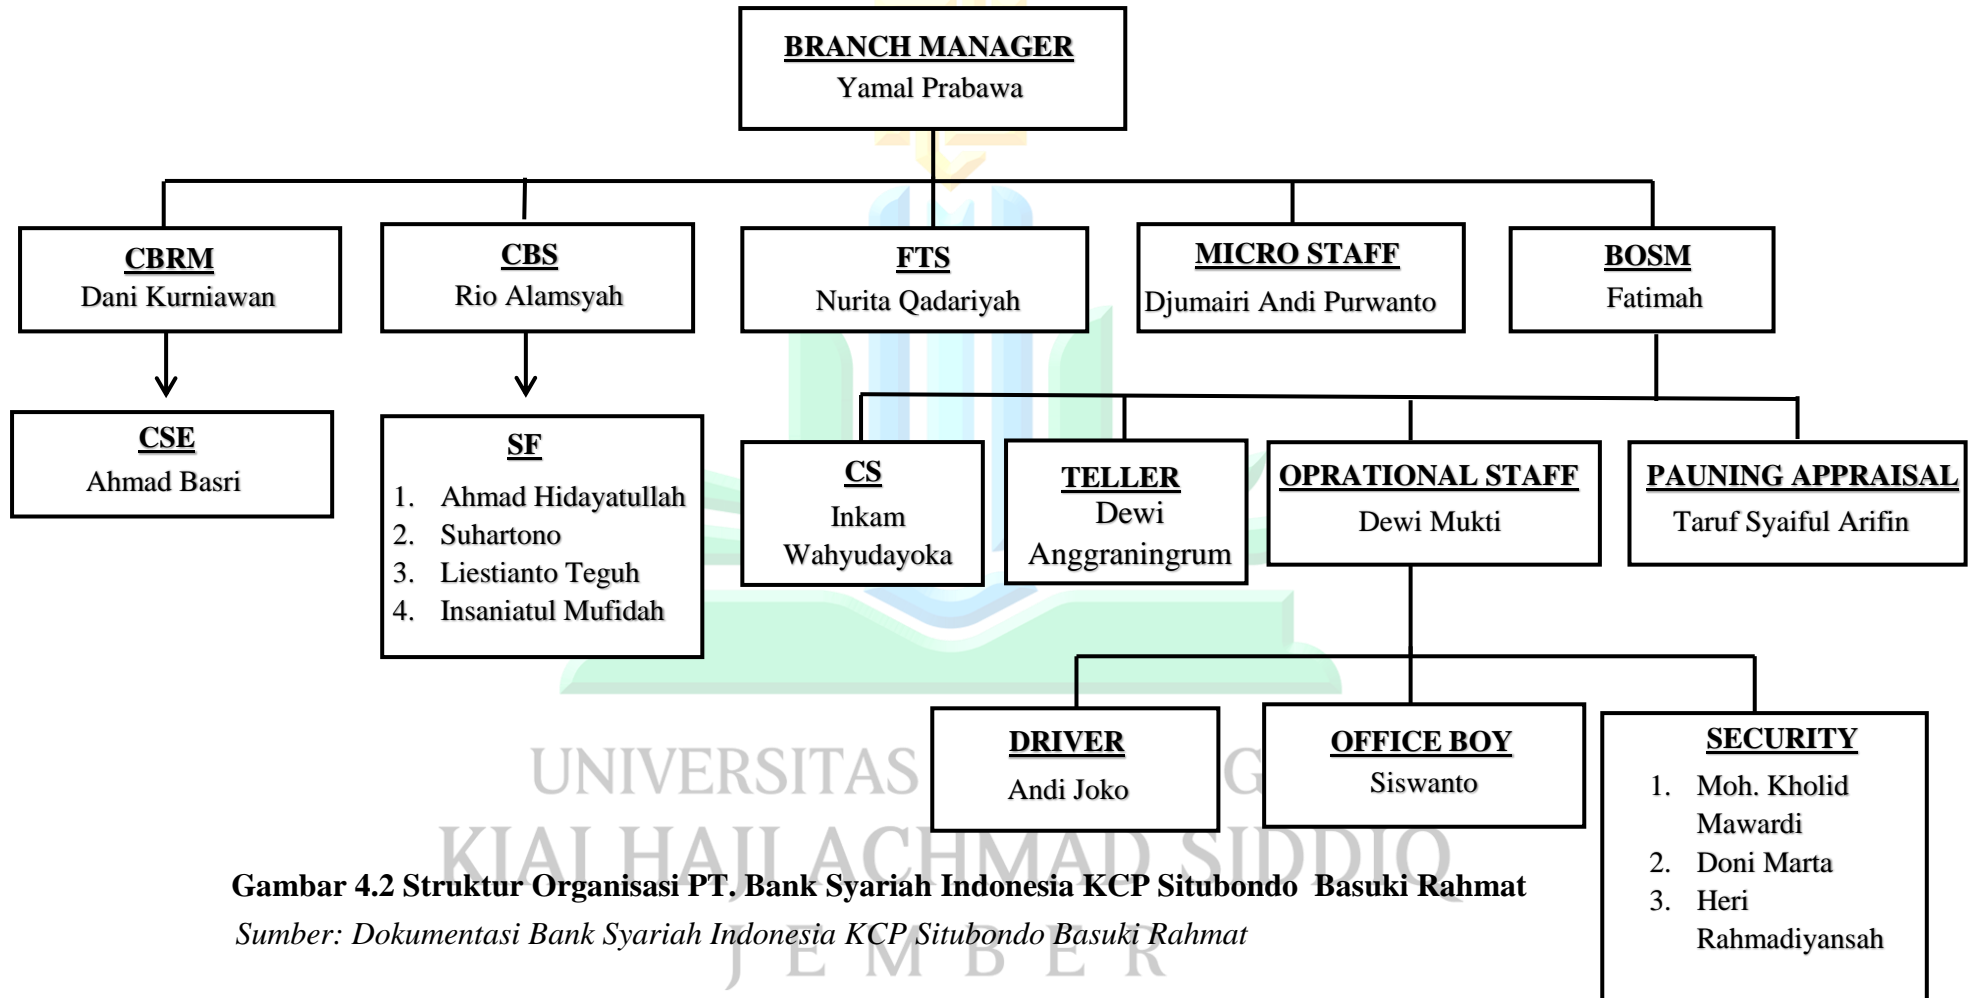 BRANCH MANAGER
Yamal Prabawa
CBRM
Dani Kurniawan
CBS
Rio Alamsyah
FTS
Nurita Qadariyah
MICRO STAFF
Djumairi Andi Purwanto
BOSM
Fatimah
CSE
Ahmad Basri
SF
1. Ahmad Hidayatullah
2. Suhartono
3. Liestianto Teguh
4. Insaniatul Mufidah
CS
Inkam
Wahyudayoka
TELLER
Dewi
Anggraningrum
OPRATIONAL STAFF
Dewi Mukti
PAUNING APPRAISAL
Taruf Syaiful Arifin
DRIVER
Andi Joko
OFFICE BOY
Siswanto
SECURITY
1. Moh. Kholid
Mawardi
2. Doni Marta
3. Heri
Rahmadiyansah
UNIVERSITAS
KIAI HAJI ACHMAD SIDDIQ
Gambar 4.2 Struktur Organisasi PT. Bank Syariah Indonesia KCP Situbondo Basuki Rahmat
Sumber: Dokumentasi Bank Syariah Indonesia KCP Situbondo Basuki Rahmat
JEMBER